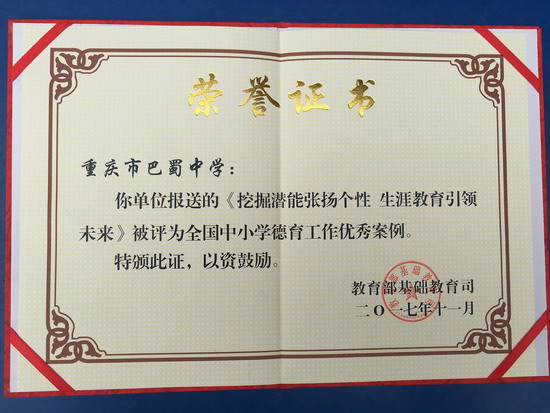 荣誉证书
重庆市巴蜀中学：
你单位报送的《挖掘潜能张扬个性 生涯教育引领
未来》被评为全国中小学德育工作优秀案例。
特颁此证，以资鼓励。
教育部基础教育司
二〇一七年十一月